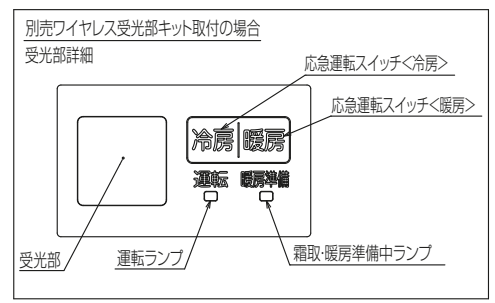 別売ワイヤレス受光部キット取付の場合
受光部詳細
応急運転スイッチ<冷房>
応急運転スイッチ<暖房>
冷房 暖房
運転 暖房準備
受光部
運転ランプ
霜取・暖房準備中ランプ